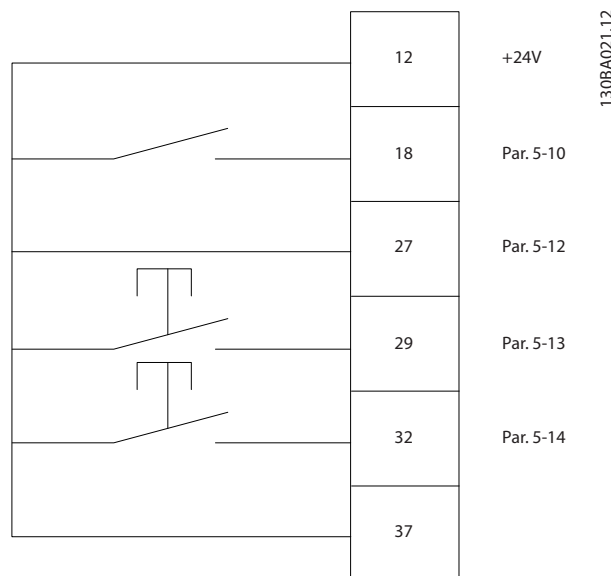 12 +24V
18 Par. 5-10
27 Par. 5-12
29 Par. 5-13
32 Par. 5-14
37
130BA021.12